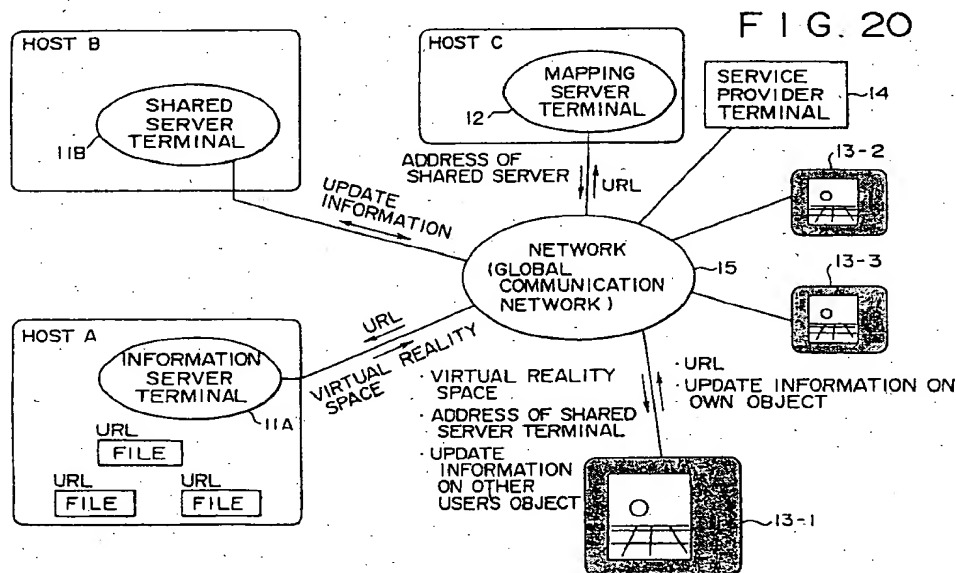 FIG. 20
HOST B
SHARED
SERVER
TERMINAL
11B
HOST C
MAPPING
SERVER
TERMINAL
12
SERVICE
PROVIDER
TERMINAL
14
ADDRESS OF
SHARED SERVER
URL
UPDATE
INFORMATION
13-2
NETWORK
(GLOBAL
COMMUNICATION
NETWORK)
15
13-3
HOST A
INFORMATION
SERVER
TERMINAL
11A
URL
FILE
URL
FILE
URL
FILE
URL
VIRTUAL REALITY
SPACE
· VIRTUAL REALITY
SPACE
· ADDRESS OF SHARED
SERVER TERMINAL
· UPDATE
INFORMATION
ON OTHER
USER'S OBJECT
· URL
· UPDATE INFORMATION ON
OWN OBJECT
13-1